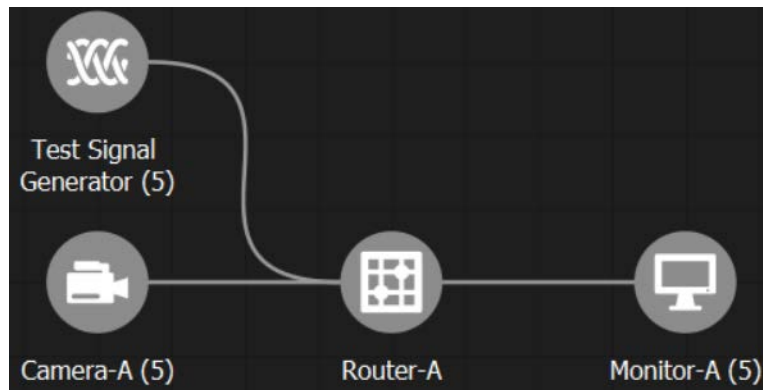 Test Signal
Generator (5)
Camera-A (5)
Router-A
Monitor-A (5)